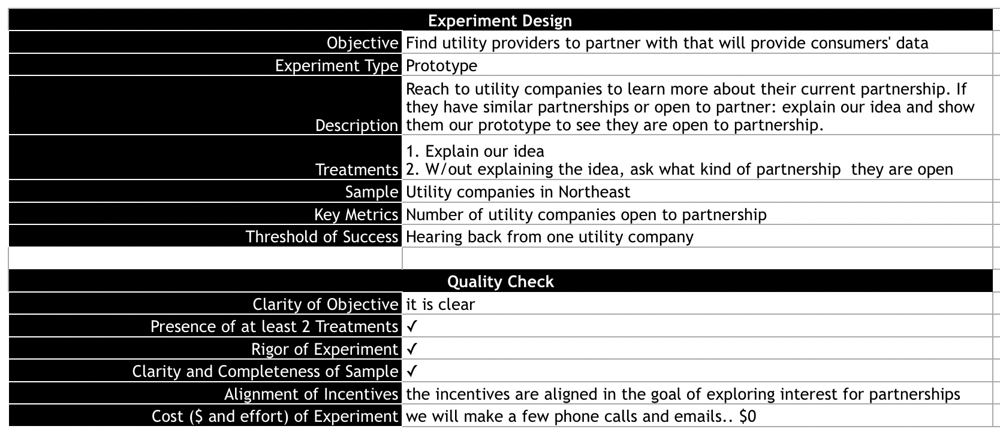 Experiment Design
Objective Find utility providers to partner with that will provide consumers' data
Experiment Type Prototype
Reach to utility companies to learn more about their current partnership. If
they have similar partnerships or open to partner: explain our idea and show
Description them our prototype to see they are open to partnership.
1. Explain our idea
Treatments 2. W/out explaining the idea, ask what kind of partnership  they are open
Sample Utility companies in Northeast
Key Metrics Number of utility companies open to partnership
Threshold of Success Hearing back from one utility company
Quality Check
Clarity of Objective it is clear
Presence of at least 2 Treatments ✓
Rigor of Experiment ✓
Clarity and Completeness of Sample ✓
Alignment of Incentives the incentives are aligned in the goal of exploring interest for partnerships
Cost ($ and effort) of Experiment we will make a few phone calls and emails.. $0